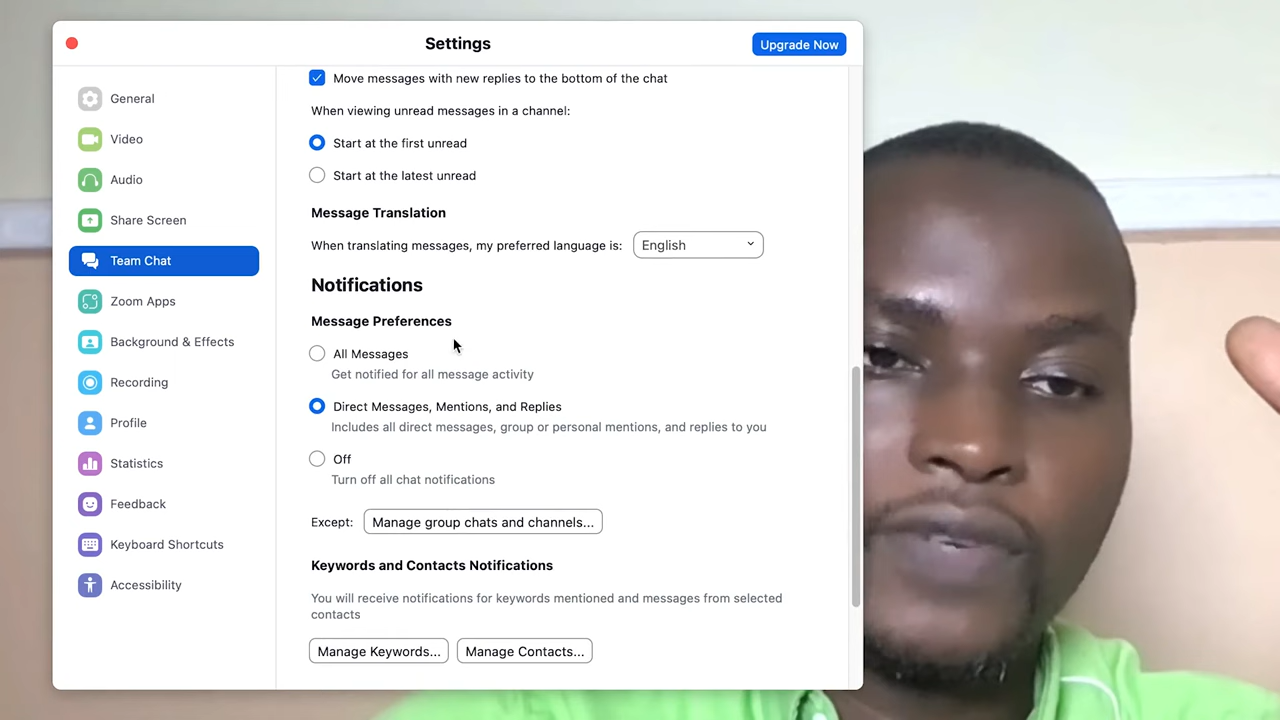 Settings
Upgrade Now
General
Video
Audio
Share Screen
Team Chat
Zoom Apps
Background & Effects
Recording
Profile
Statistics
Feedback
Keyboard Shortcuts
Accessibility
Move messages with new replies to the bottom of the chat
When viewing unread messages in a channel:
Start at the first unread
Start at the latest unread
Message Translation
When translating messages, my preferred language is: English
Notifications
Message Preferences
All Messages
Get notified for all message activity
Direct Messages, Mentions, and Replies
Includes all direct messages, group or personal mentions, and replies to you
Off
Turn off all chat notifications
Except: Manage group chats and channels...
Keywords and Contacts Notifications
You will receive notifications for keywords mentioned and messages from selected
contacts
Manage Keywords... Manage Contacts...